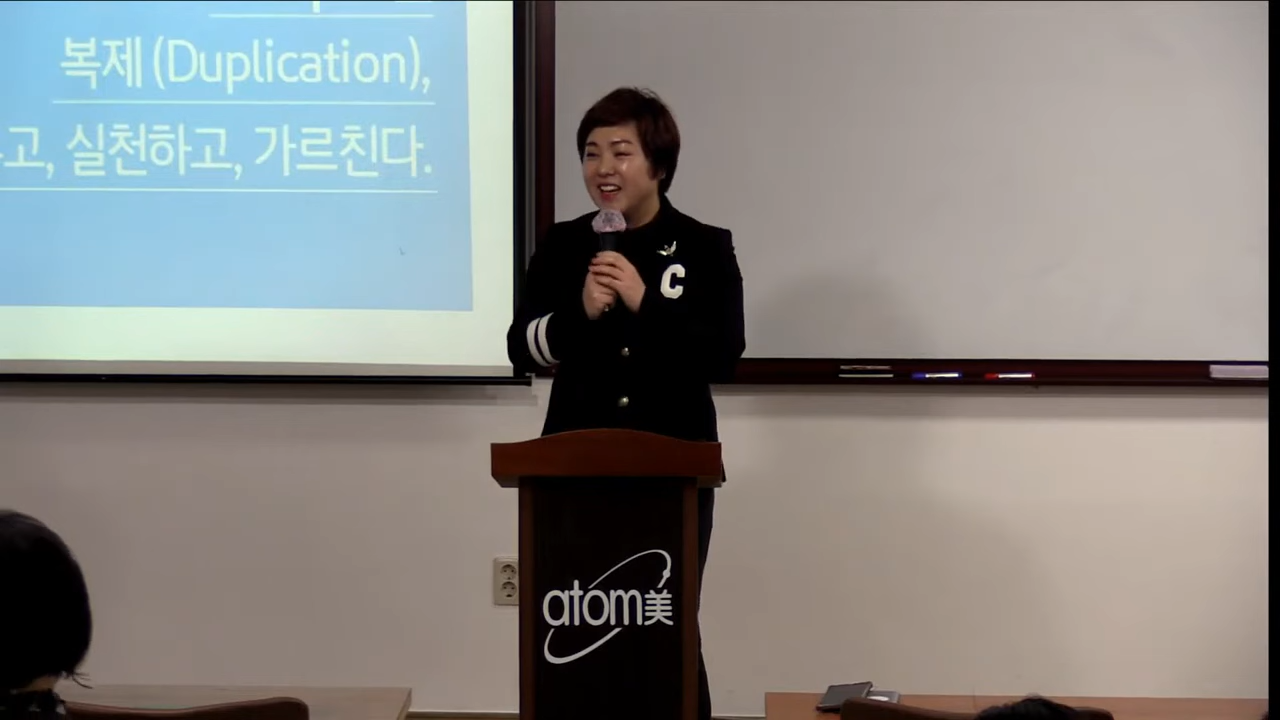 복제 (Duplication),
고, 실천하고, 가르친다.
C
atom美